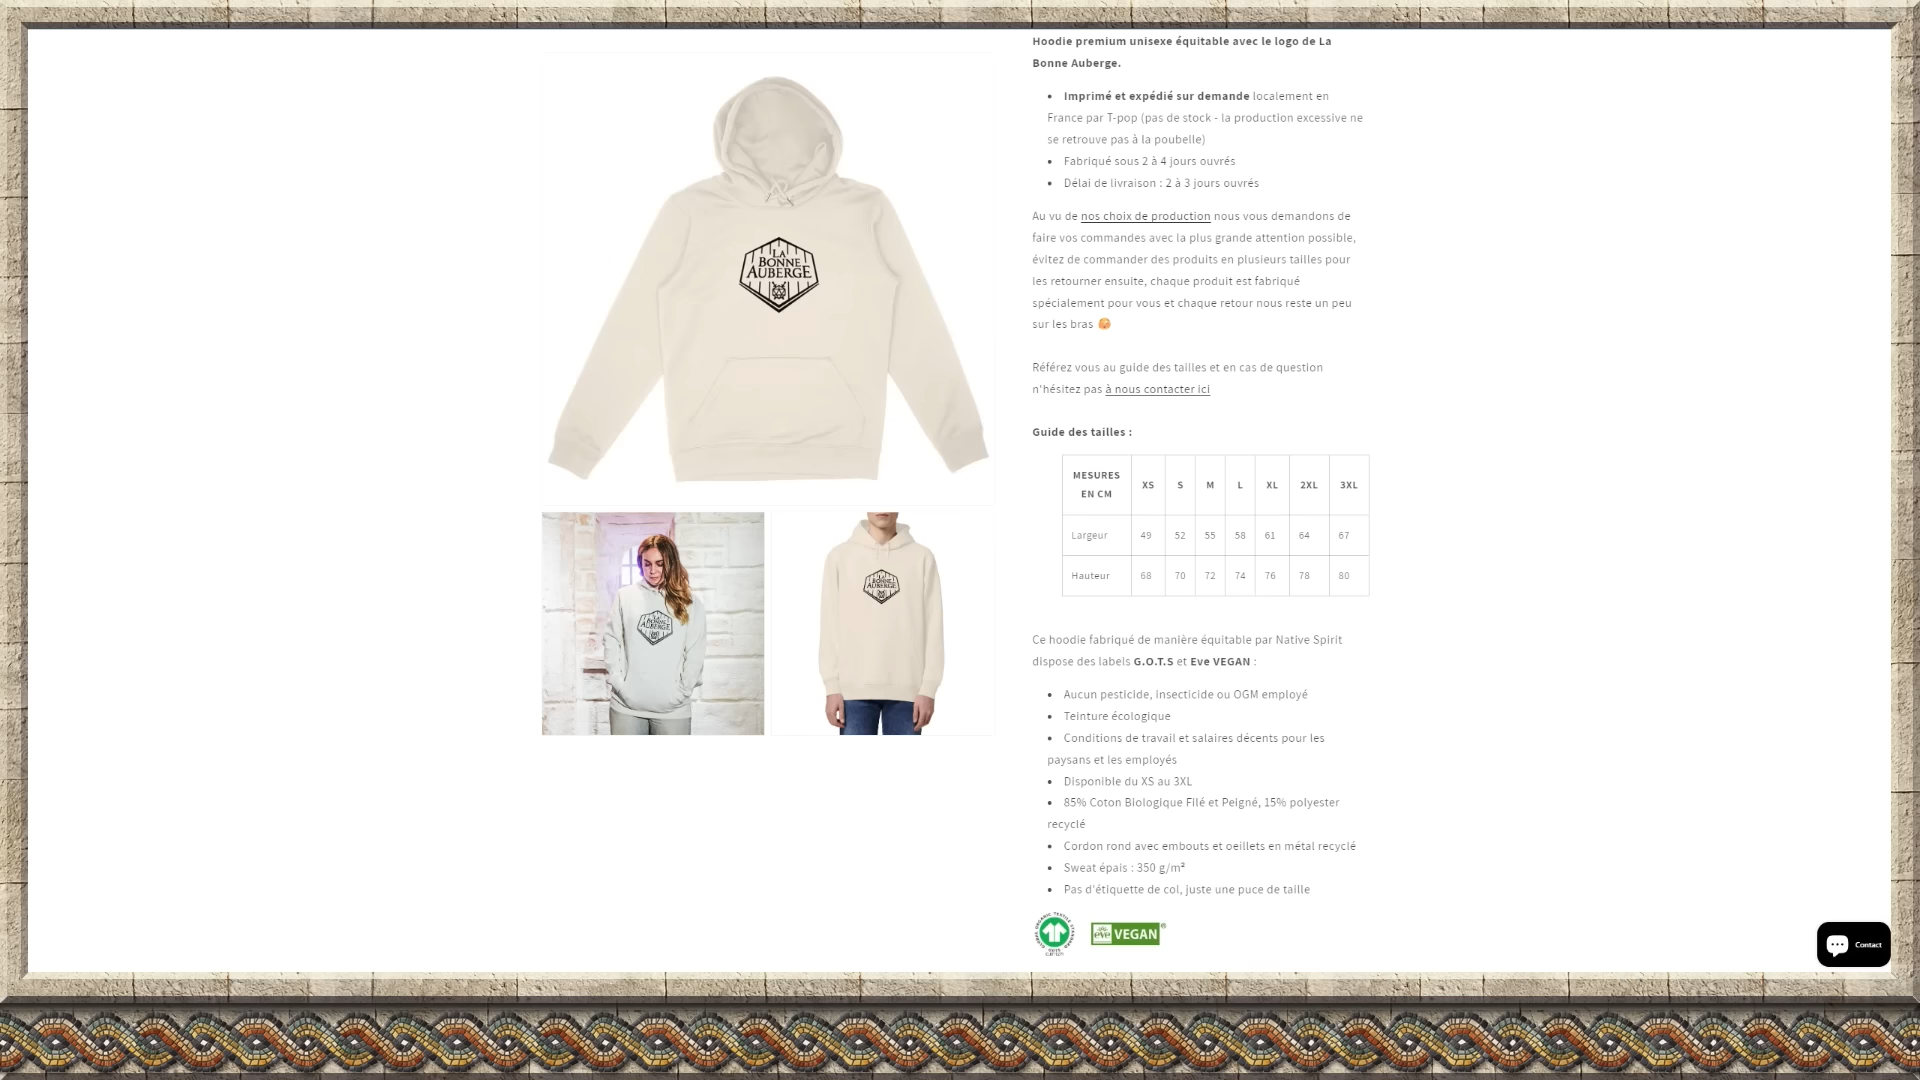 Hoodie premium unisexe équitable avec le logo de La
Bonne Auberge.
• Imprimé et expédié sur demande localement en
France par T-pop (pas de stock - la production excessive ne
se retrouve pas à la poubelle)
• Fabriqué sous 2 à 4 jours ouvrés
• Délai de livraison : 2 à 3 jours ouvrés
Au vu de nos choix de production nous vous demandons de
faire vos commandes avec la plus grande attention possible,
évitez de commander des produits en plusieurs tailles pour
les retourner ensuite, chaque produit est fabriqué
spécialement pour vous et chaque retour nous reste un peu
sur les bras
Référez vous au guide des tailles et en cas de question
n'hésitez pas à nous contacter ici
Guide des tailles :
MESURES EN CM XS S M L XL 2XL 3XL
Largeur 49 52 55 58 61 64 67
Hauteur 68 70 72 74 76 78 80
Ce hoodie fabriqué de manière équitable par Native Spirit
dispose des labels G.O.T.S et Eve VEGAN :
• Aucun pesticide, insecticide ou OGM employé
• Teinture écologique
• Conditions de travail et salaires décents pour les
paysans et les employés
• Disponible du XS au 3XL
• 85% Coton Biologique Filé et Peigné, 15% polyester
recyclé
• Cordon rond avec embouts et oeillets en métal recyclé
• Sweat épais : 350 g/m²
• Pas d'étiquette de col, juste une puce de taille
eve VEGAN®
Contact
LA
BONNE
AUBERGE
LA
BONNE
AUBERGE
LA
BONNE
AUBERGE